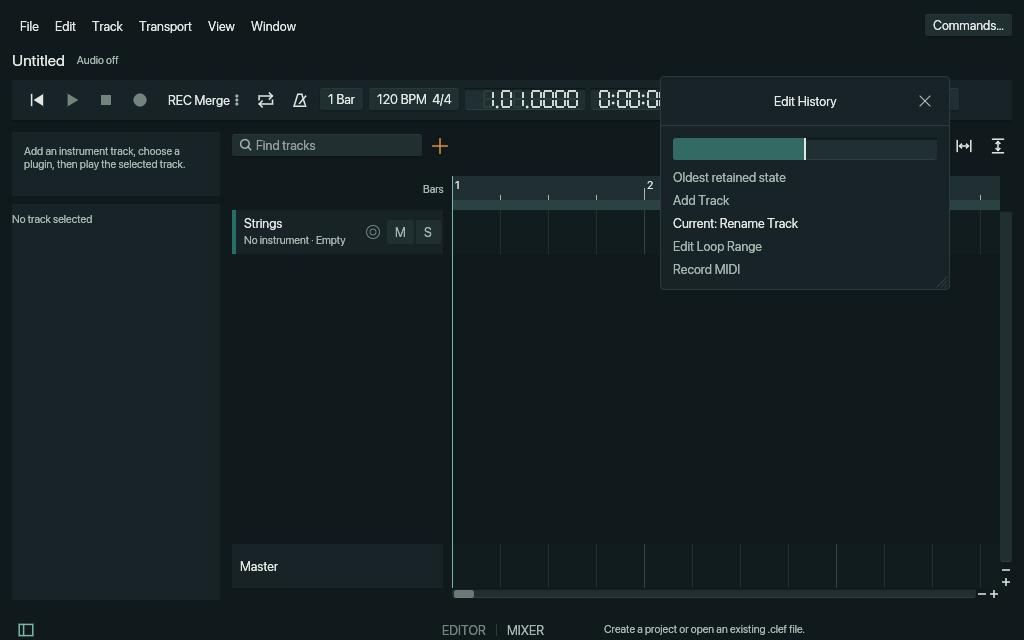 File Edit Track Transport View Window Commands...
Untitled Audio off
REC Merge 1 Bar 120 BPM 4/4 1.01.0000
Edit History
Add an instrument track, choose a
plugin, then play the selected track.
Find tracks
No track selected
Bars 1 2
Strings
No instrument · Empty
M S
Oldest retained state
Add Track
Current: Rename Track
Edit Loop Range
Record MIDI
Master
EDITOR MIXER Create a project or open an existing .clef file.